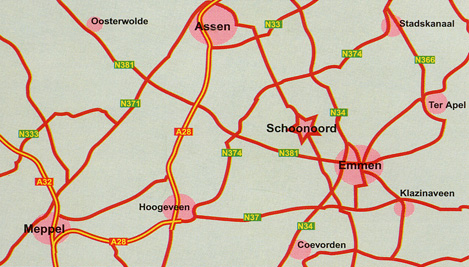 Oosterwolde
Assen
N33
Stadskanaal
N381
N374
N366
N371
Ter Apel
N34
N333
A28
Schoonoord
N374
N381
Emmen
A32
Klazinaveen
Hoogeveen
N37
Meppel
N34
A28
Coevorden